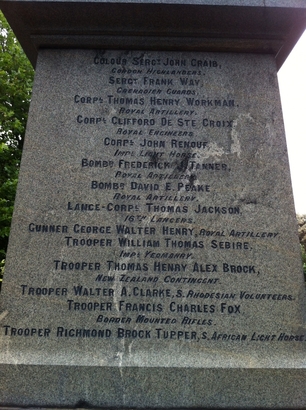 Colour Sergt John Craib,
Gordon Highlanders.
Sergt Frank Way,
Grenadier Guards.
Corpl Thomas Henry Workman,
Royal Artillery.
Corpl Clifford De Ste Croix,
Royal Engineers
Corpl John Renouf,
Impl Light Horse
Bombr Frederick J. Tanner,
Royal Artillery
Bombr David E. Peake
Royal Artillery
Lance-Corpl Thomas Jackson
16th Lancers.
Gunner George Walter Henry, Royal Artillery.
Trooper William Thomas Sebire,
Impl Yeomanry.
Trooper Thomas Henry Alex Brock,
New Zealand Contingent.
Trooper Walter A. Clarke, S. Rhodesian Volunteers.
Trooper Francis Charles Fox
Border Mounted Rifles.
Trooper Richmond Brock Tupper, S. African Light Horse.